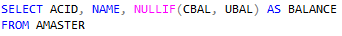 SELECT ACID, NAME, NULLIF(CBAL, UBAL) AS BALANCE
FROM AMASTER